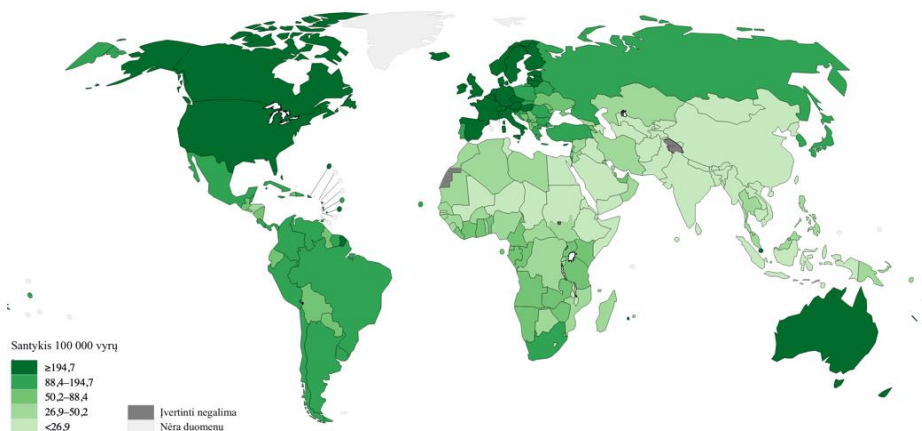 Santykis 100 000 vyrų
≥194,7
88,4–194,7
50,2–88,4
26,9–50,2
<26,9
Įvertinti negalima
Nėra duomenų